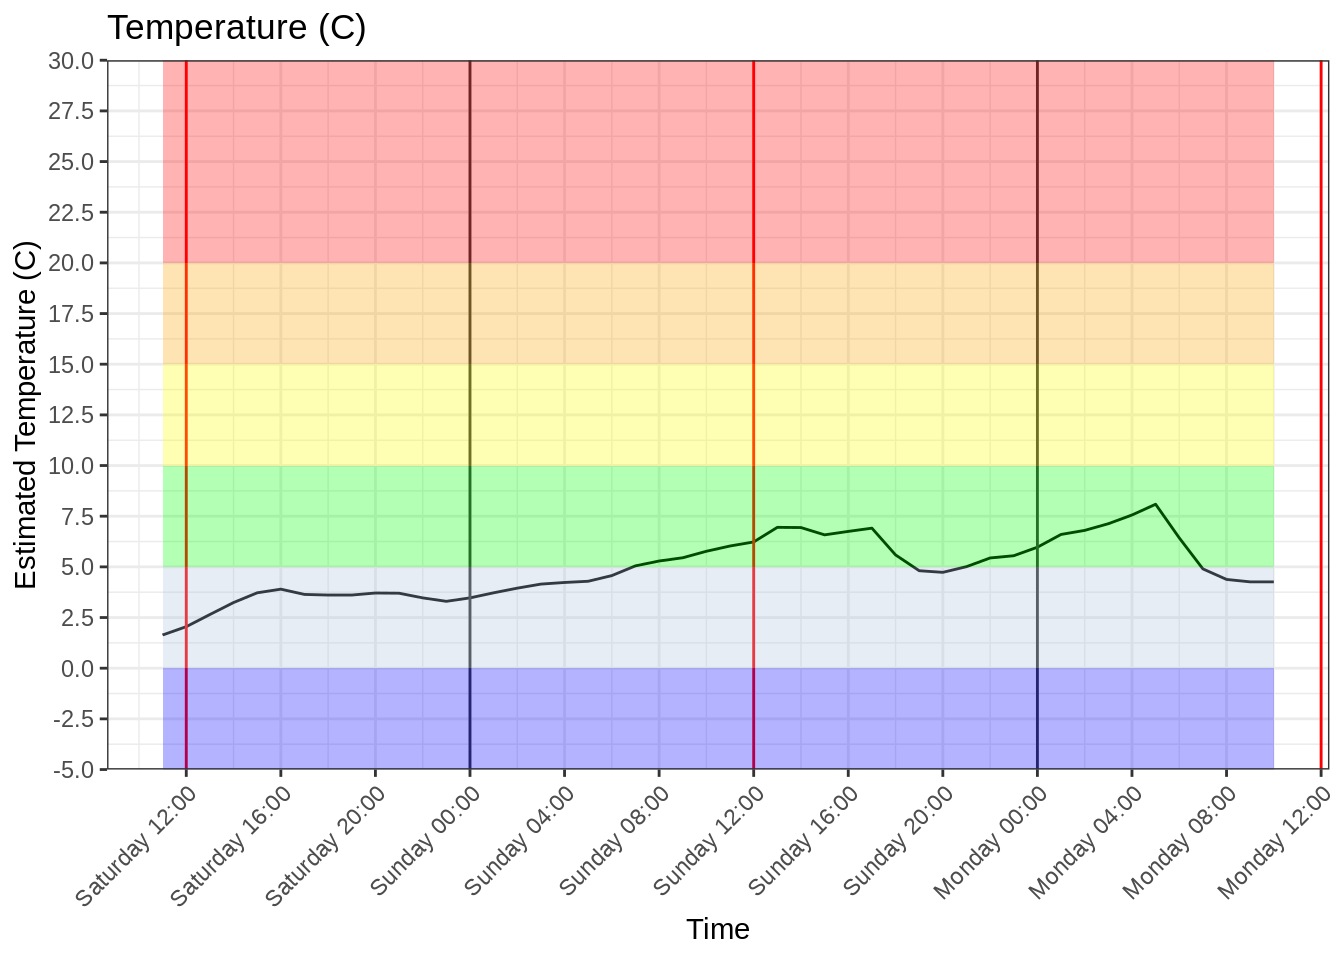 Temperature (C)
Estimated Temperature (C)
30.0
27.5
25.0
22.5
20.0
17.5
15.0
12.5
10.0
7.5
5.0
2.5
0.0
-2.5
-5.0
Saturday 12:00
Saturday 16:00
Saturday 20:00
Sunday 00:00
Sunday 04:00
Sunday 08:00
Sunday 12:00
Sunday 16:00
Sunday 20:00
Monday 00:00
Monday 04:00
Monday 08:00
Monday 12:00
Time